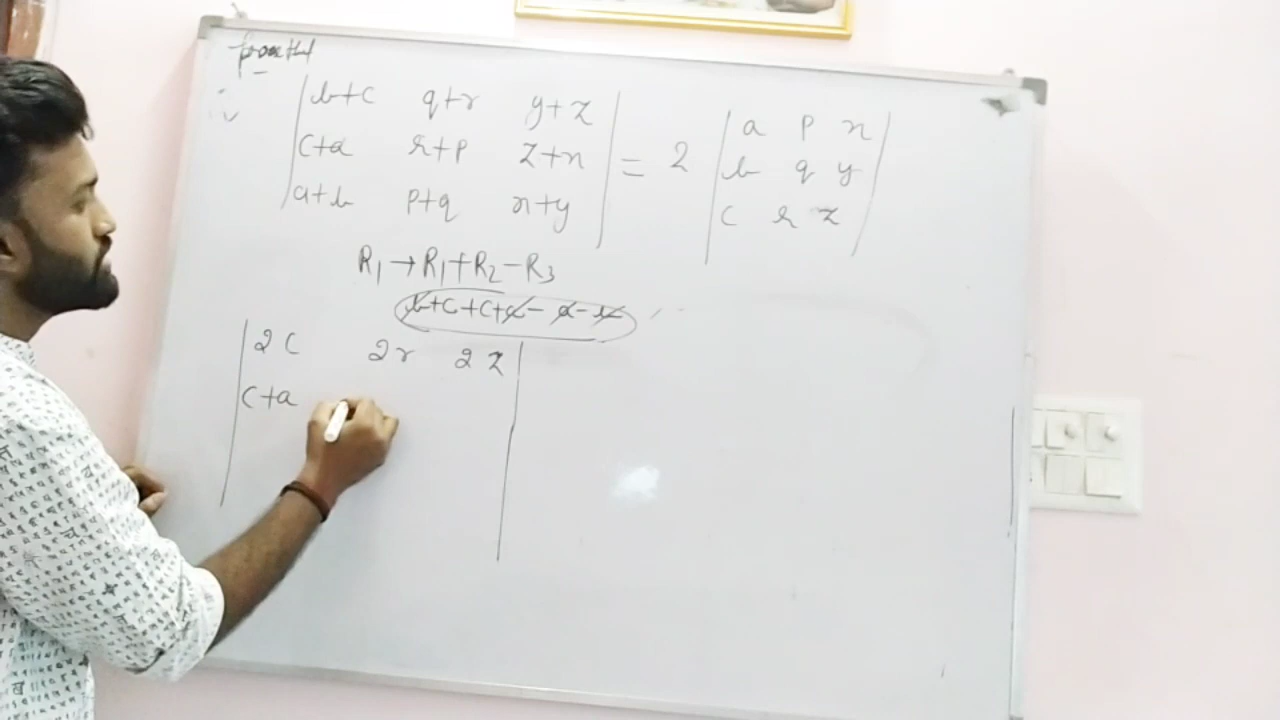 prove that
i
b+c q+r y+z
c+a r+p z+x = 2
a+b p+q x+y
a p x
b q y
c r z
R₁ → R₁+R₂−R₃
b+c+c+a−a−b
2c 2r 2z
c+a